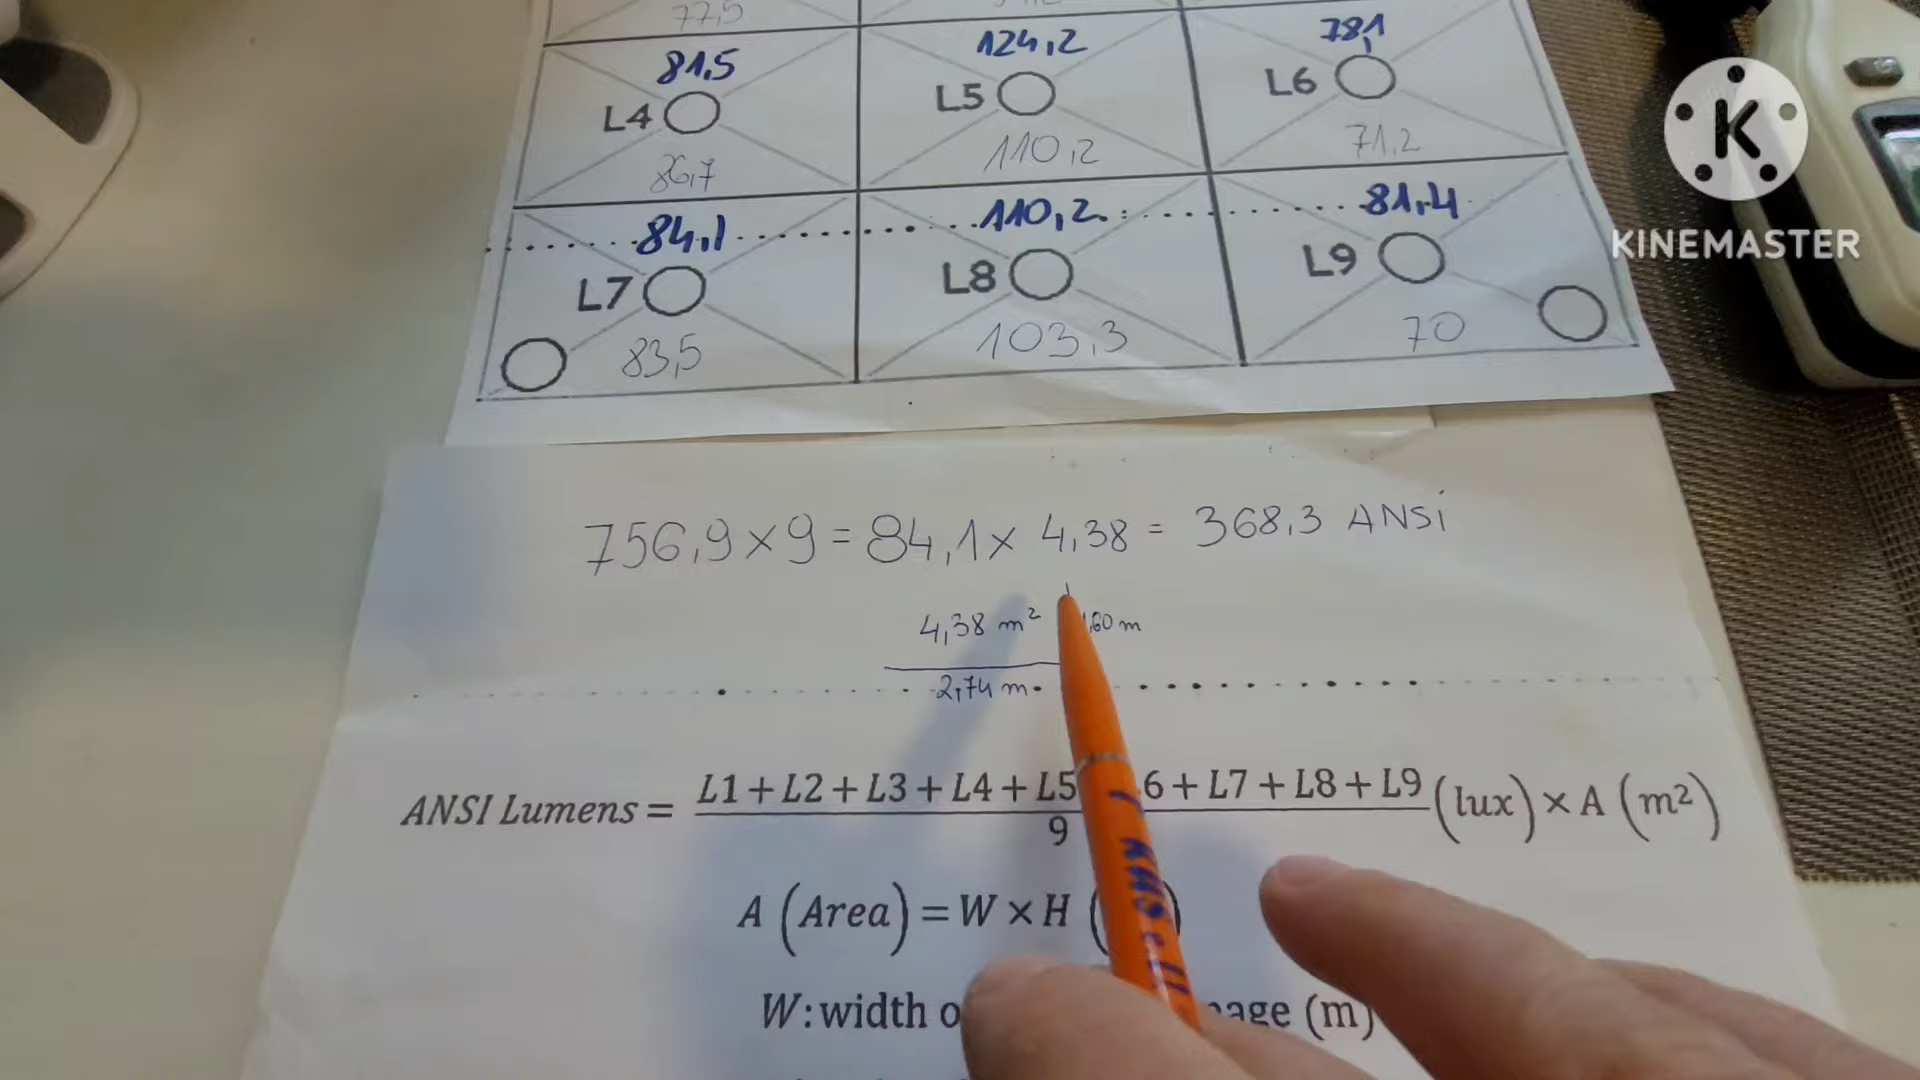 77,5
81,5 124,2 78,1
L4 L5 L6
86,7 110,2 71,2
84,1 110,2 81,4
L7 L8 L9
83,5 103,3 70
K
KINEMASTER
756,9 x 9 = 84,1 x 4,38 = 368,3 ANSi
4,38 m² ,60 m
2,74 m
ANSI Lumens = L1 + L2 + L3 + L4 + L5 6 + L7 + L8 + L9 (lux) × A (m²)
9
A (Area) = W × H (
W: width o age (m)